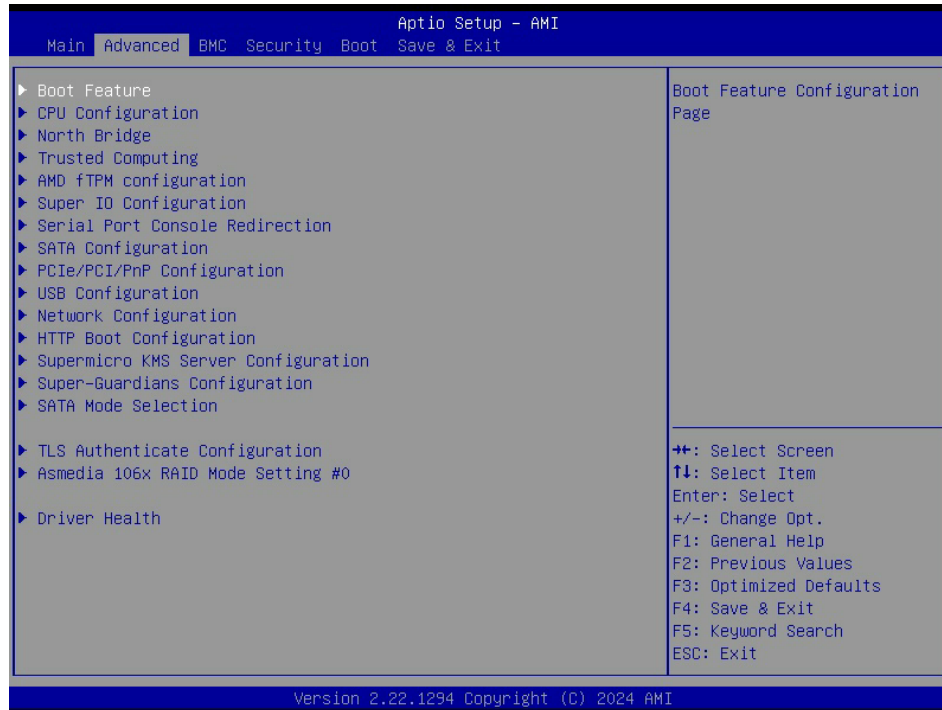 Aptio Setup – AMI
Main Advanced BMC Security Boot Save & Exit
▶ Boot Feature
▶ CPU Configuration
▶ North Bridge
▶ Trusted Computing
▶ AMD fTPM configuration
▶ Super IO Configuration
▶ Serial Port Console Redirection
▶ SATA Configuration
▶ PCIe/PCI/PnP Configuration
▶ USB Configuration
▶ Network Configuration
▶ HTTP Boot Configuration
▶ Supermicro KMS Server Configuration
▶ Super-Guardians Configuration
▶ SATA Mode Selection
▶ TLS Authenticate Configuration
▶ Asmedia 106x RAID Mode Setting #0
▶ Driver Health
Boot Feature Configuration
Page
→←: Select Screen
↑↓: Select Item
Enter: Select
+/-: Change Opt.
F1: General Help
F2: Previous Values
F3: Optimized Defaults
F4: Save & Exit
F5: Keyword Search
ESC: Exit
Version 2.22.1294 Copyright (C) 2024 AMI